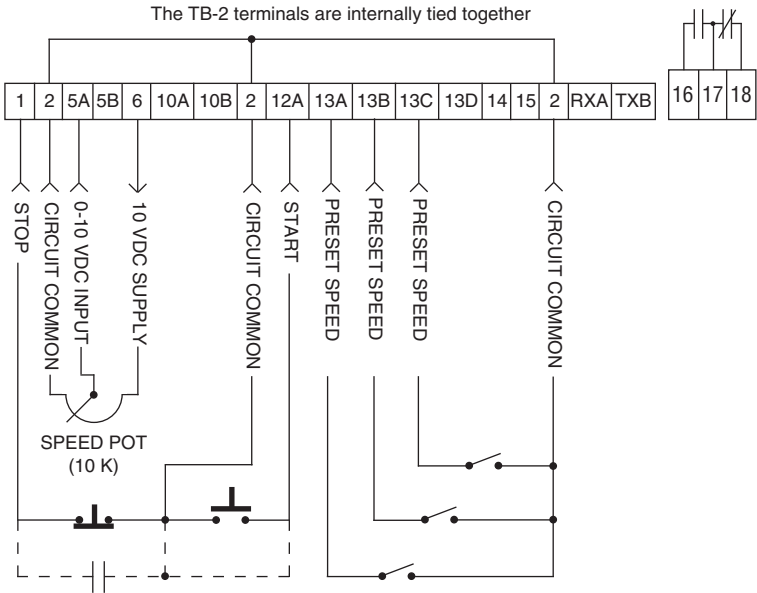 The TB-2 terminals are internally tied together
1 2 5A 5B 6 10A 10B 2 12A 13A 13B 13C 13D 14 15 2 RXA TXB
16 17 18
STOP
CIRCUIT COMMON
0-10 VDC INPUT
10 VDC SUPPLY
CIRCUIT COMMON
START
PRESET SPEED
PRESET SPEED
PRESET SPEED
CIRCUIT COMMON
SPEED POT
(10 K)